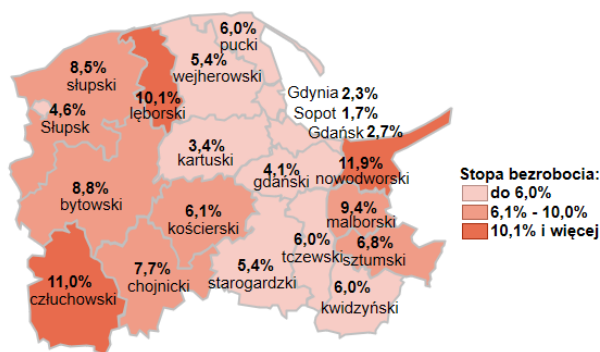 6,0%
pucki
5,4%
wejherowski
8,5%
słupski
10,1%
lęborski
4,6%
Słupsk
Gdynia 2,3%
Sopot 1,7%
Gdańsk 2,7%
3,4%
kartuski
4,1%
gdański
11,9%
nowodworski
8,8%
bytowski
6,1%
kościerski
9,4%
malborski
6,0%
tczewski
6,8%
sztumski
11,0%
człuchowski
7,7%
chojnicki
5,4%
starogardzki
6,0%
kwidzyński
Stopa bezrobocia:
do 6,0%
6,1% - 10,0%
10,1% i więcej